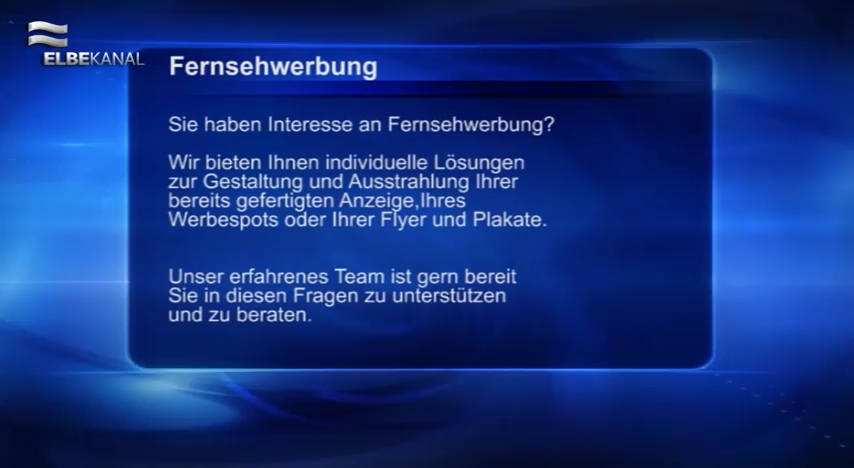 ELBEKANAL
Fernsehwerbung
Sie haben Interesse an Fernsehwerbung?
Wir bieten Ihnen individuelle Lösungen
zur Gestaltung und Ausstrahlung Ihrer
bereits gefertigten Anzeige,Ihres
Werbespots oder Ihrer Flyer und Plakate.
Unser erfahrenes Team ist gern bereit
Sie in diesen Fragen zu unterstützen
und zu beraten.